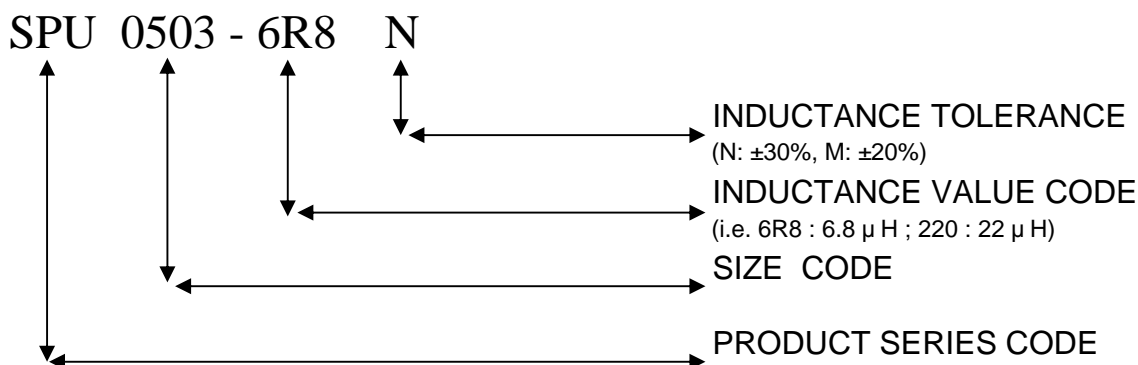 SPU 0503 - 6R8 N
INDUCTANCE TOLERANCE
(N: ±30%, M: ±20%)
INDUCTANCE VALUE CODE
(i.e. 6R8 : 6.8 μ H ; 220 : 22 μ H)
SIZE CODE
PRODUCT SERIES CODE